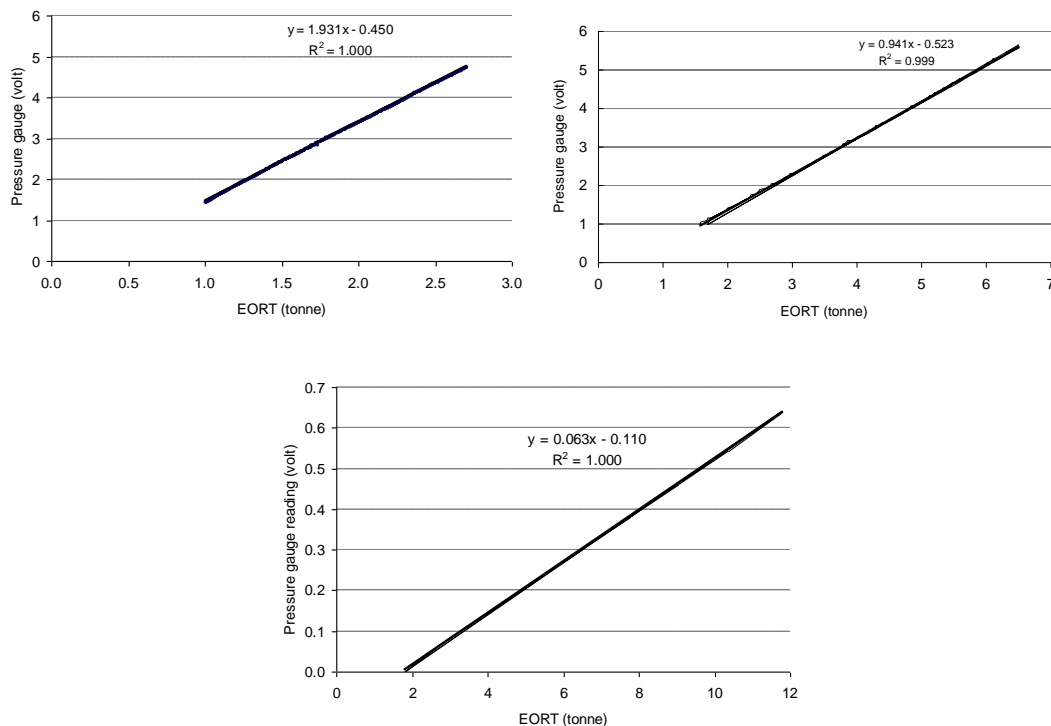 y = 1.931x - 0.450
R² = 1.000
Pressure gauge (volt)
6
5
4
3
2
1
0
0.0 0.5 1.0 1.5 2.0 2.5 3.0
EORT (tonne)
y = 0.941x - 0.523
R² = 0.999
Pressure gauge (volt)
6
5
4
3
2
1
0
0 1 2 3 4 5 6 7
EORT (tonne)
y = 0.063x - 0.110
R² = 1.000
Pressure gauge reading (volt)
0.7
0.6
0.5
0.4
0.3
0.2
0.1
0.0
0 2 4 6 8 10 12
EORT (tonne)